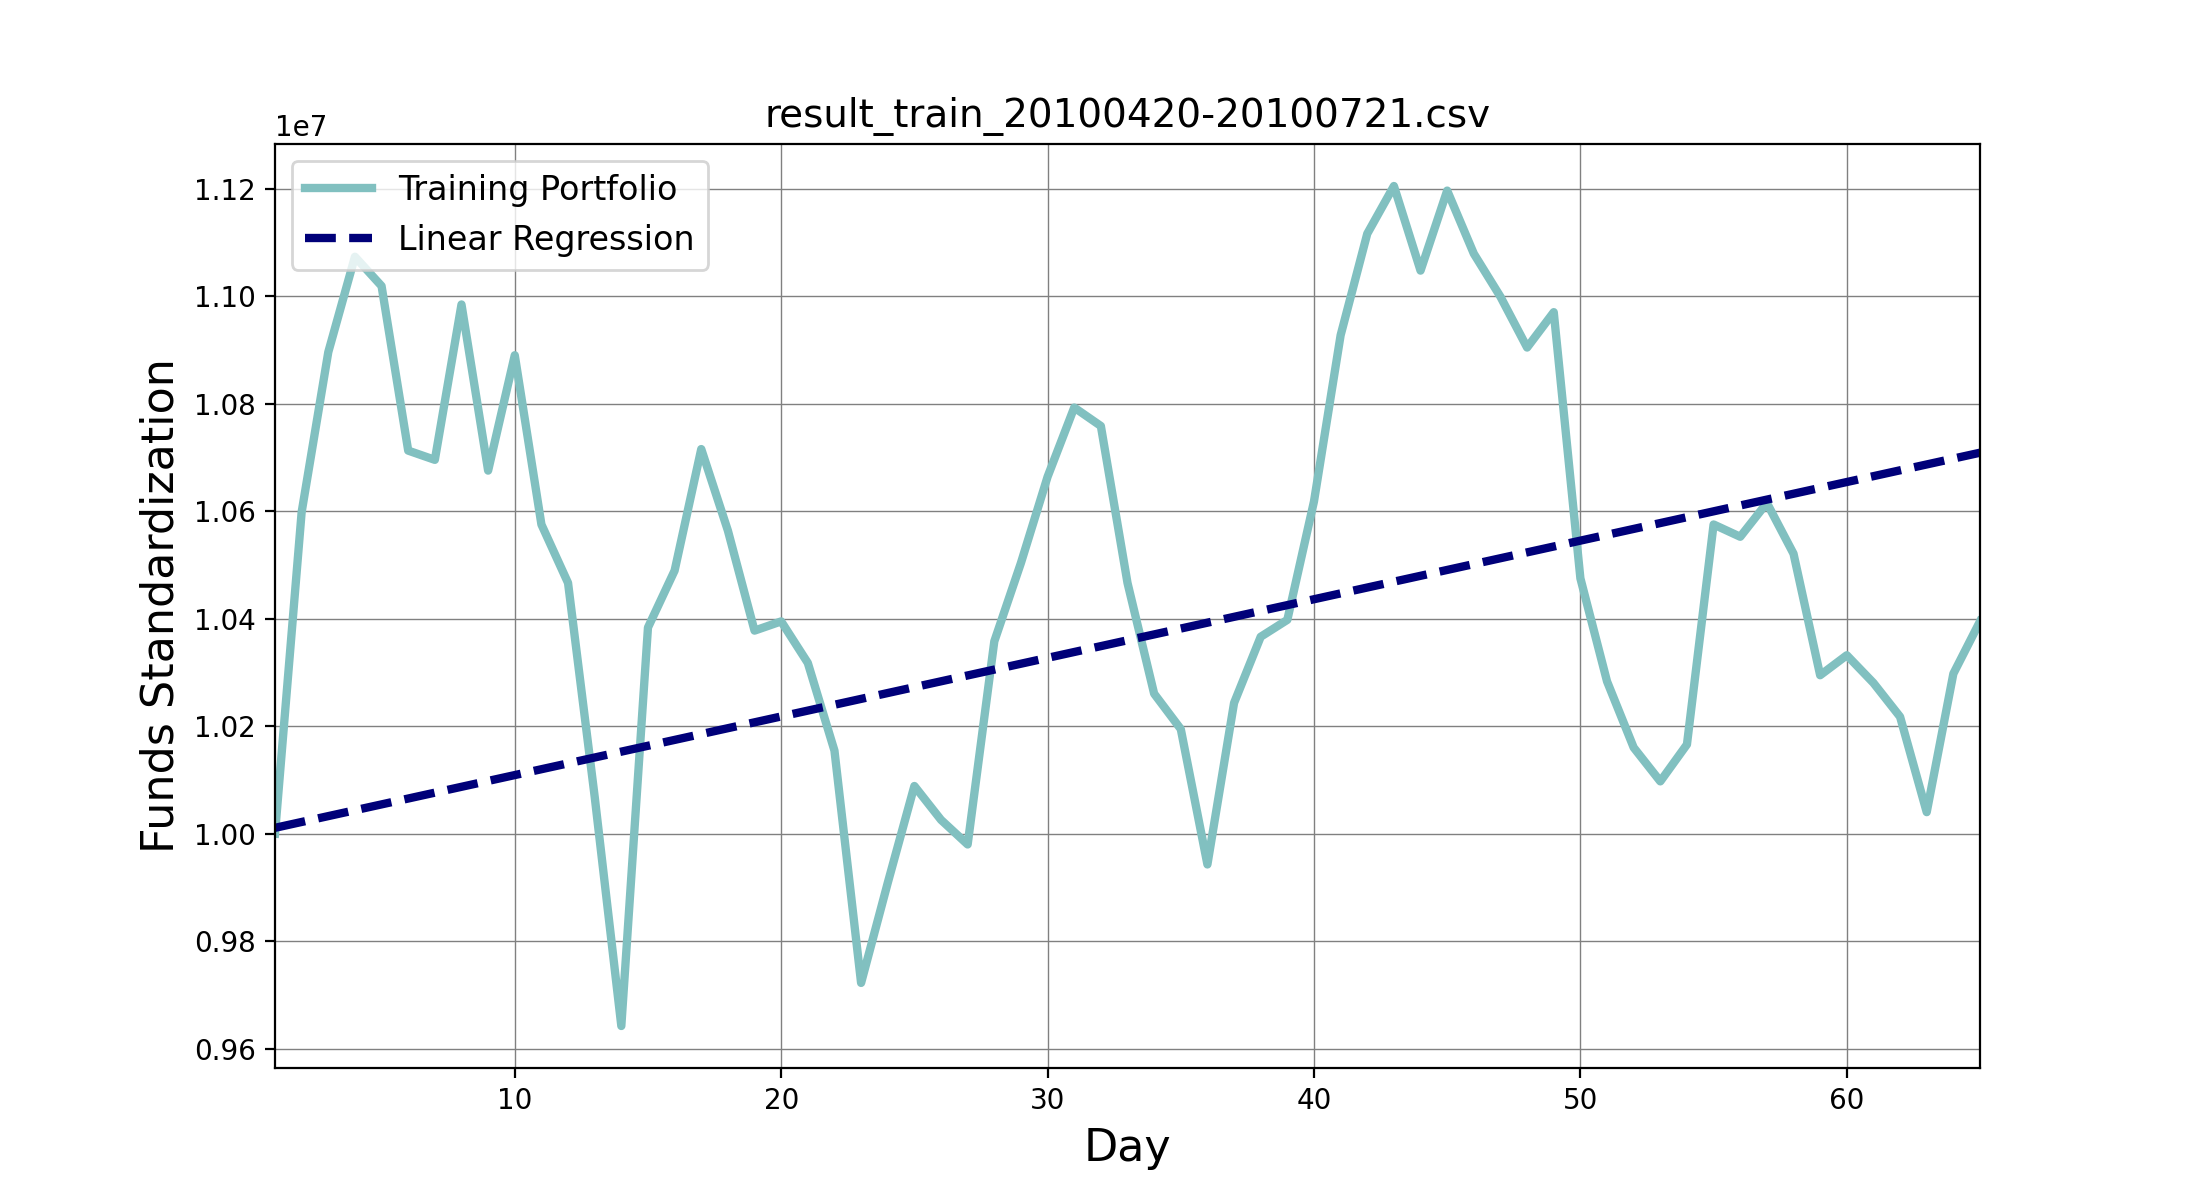 result_train_20100420-20100721.csv
1e7
Training Portfolio
Linear Regression
1.12
1.10
1.08
1.06
1.04
1.02
1.00
0.98
0.96
Funds Standardization
10 20 30 40 50 60
Day